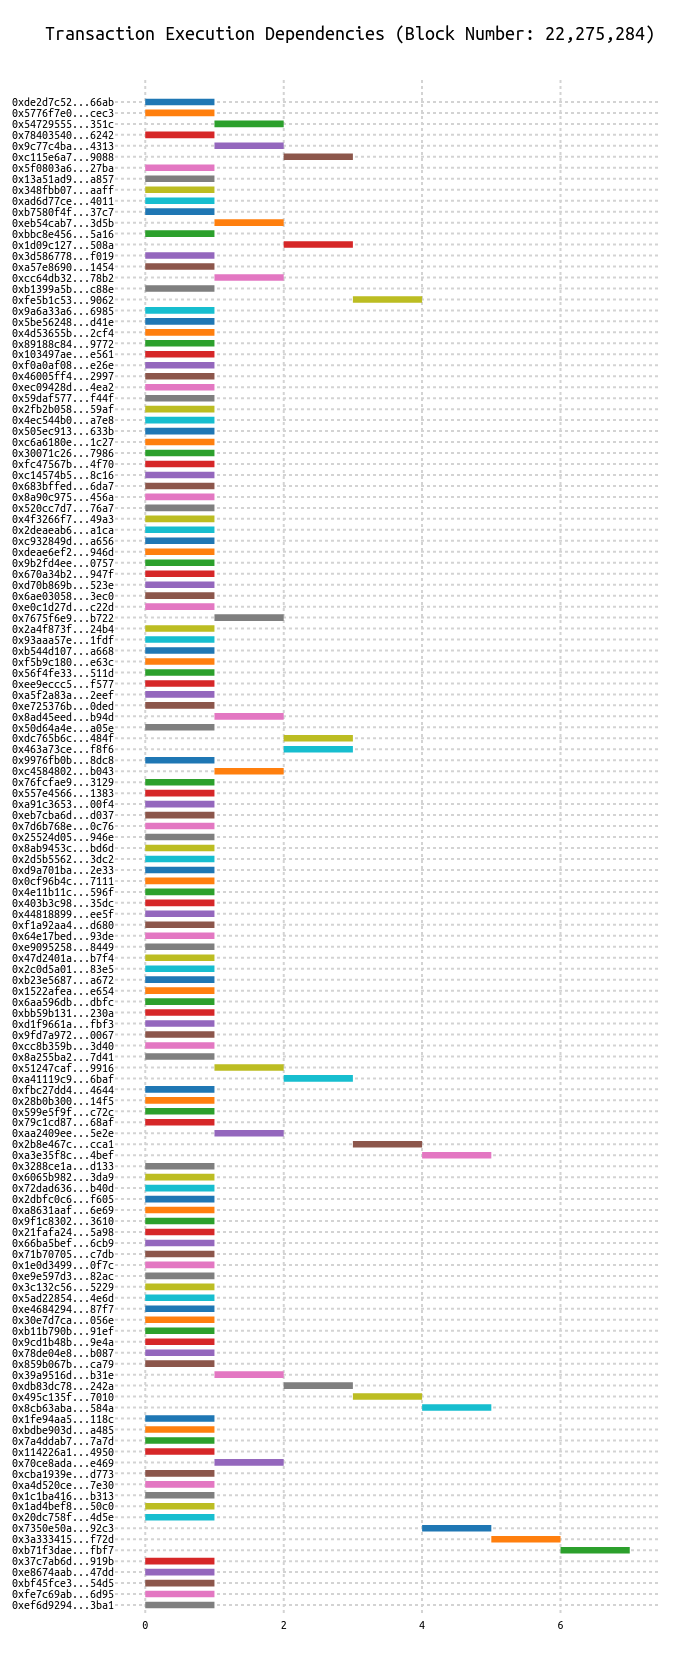 Transaction Execution Dependencies (Block Number: 22,275,284)
0xde2d7c52...66ab
0x5776f7e0...cec3
0x54729555...351c
0x78403540...6242
0x9c77c4ba...4313
0xc115e6a7...9088
0x5f0803a6...27ba
0x13a51ad9...a857
0x348fbb07...aaff
0xad6d77ce...4011
0xb7580f4f...37c7
0xeb54cab7...3d5b
0xbbc8e456...5a16
0x1d09c127...508a
0x3d586778...f019
0xa57e8690...1454
0xcc64db32...78b2
0xb1399a5b...c88e
0xfe5b1c53...9062
0x9a6a33a6...6985
0x5be56248...d41e
0x4d53655b...2cf4
0x89188c84...9772
0x103497ae...e561
0xf0a0af08...e26e
0x46005ff4...2997
0xec09428d...4ea2
0x59daf577...f44f
0x2fb2b058...59af
0x4ec544b0...a7e8
0x505ec913...633b
0xc6a6180e...1c27
0x30071c26...7986
0xfc47567b...4f70
0xc14574b5...8c16
0x683bffed...6da7
0x8a90c975...456a
0x520cc7d7...76a7
0x4f3266f7...49a3
0x2deaeab6...a1ca
0xc932849d...a656
0xdeae6ef2...946d
0x9b2fd4ee...0757
0x670a34b2...947f
0xd70b869b...523e
0x6ae03058...3ec0
0xe0c1d27d...c22d
0x7675f6e9...b722
0x2a4f873f...24b4
0x93aaa57e...1fdf
0xb544d107...a668
0xf5b9c180...e63c
0x56f4fe33...511d
0xee9eccc5...f577
0xa5f2a83a...2eef
0xe725376b...0ded
0x8ad45eed...b94d
0x50d64a4e...a05e
0xdc765b6c...484f
0x463a73ce...f8f6
0x9976fb0b...8dc8
0xc4584802...b043
0x76fcfae9...3129
0x557e4566...1383
0xa91c3653...00f4
0xeb7cba6d...d037
0x7d6b768e...0c76
0x25524d05...946e
0x8ab9453c...bd6d
0x2d5b5562...3dc2
0xd9a701ba...2e33
0x0cf96b4c...7111
0x4e11b11c...596f
0x403b3c98...35dc
0x44818899...ee5f
0xf1a92aa4...d680
0x64e17bed...93de
0xe9095258...8449
0x47d2401a...b7f4
0x2c0d5a01...83e5
0xb23e5687...a672
0x1522afea...e654
0x6aa596db...dbfc
0xbb59b131...230a
0xd1f9661a...fbf3
0x9fd7a972...0067
0xcc8b359b...3d40
0x8a255ba2...7d41
0x51247caf...9916
0xa41119c9...6baf
0xfbc27dd4...4644
0x28b0b300...14f5
0x599e5f9f...c72c
0x79c1cd87...68af
0xaa2409ee...5e2e
0x2b8e467c...cca1
0xa3e35f8c...4bef
0x3288ce1a...d133
0x6065b982...3da9
0x72dad636...b40d
0x2dbfc0c6...f605
0xa8631aaf...6e69
0x9f1c8302...3610
0x21fafa24...5a98
0x66ba5bef...6cb9
0x71b70705...c7db
0x1e0d3499...0f7c
0xe9e597d3...82ac
0x3c132c56...5229
0x5ad22854...4e6d
0xe4684294...87f7
0x30e7d7ca...056e
0xb11b790b...91ef
0x9cd1b48b...9e4a
0x78de04e8...b087
0x859b067b...ca79
0x39a9516d...b31e
0xdb83dc78...242a
0x495c135f...7010
0x8cb63aba...584a
0x1fe94aa5...118c
0xbdbe903d...a485
0x7a4ddab7...7a7d
0x114226a1...4950
0x70ce8ada...e469
0xcba1939e...d773
0xa4d520ce...7e30
0x1c1ba416...b313
0x1ad4bef8...50c0
0x20dc758f...4d5e
0x7350e50a...92c3
0x3a333415...f72d
0xb71f3dae...fbf7
0x37c7ab6d...919b
0xe8674aab...47dd
0xbf45fce3...54d5
0xfe7c69ab...6d95
0xef6d9294...3ba1
0 2 4 6